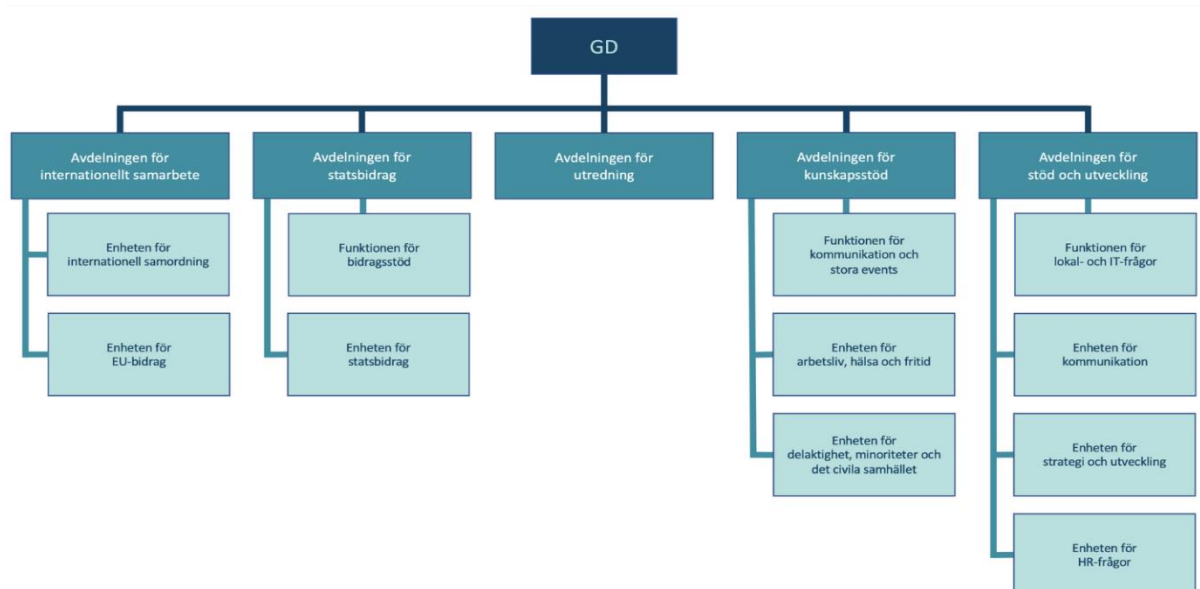 GD
Avdelningen för
internationellt samarbete
Avdelningen för
statsbidrag
Avdelningen för
utredning
Avdelningen för
kunskapsstöd
Avdelningen för
stöd och utveckling
Enheten för
internationell samordning
Enheten för
EU-bidrag
Funktionen för
bidragsstöd
Enheten för
statsbidrag
Funktionen för
kommunikation och
stora events
Enheten för
arbetsliv, hälsa och fritid
Enheten för
delaktighet, minoriteter och
det civila samhället
Funktionen för
lokal- och IT-frågor
Enheten för
kommunikation
Enheten för
strategi och utveckling
Enheten för
HR-frågor